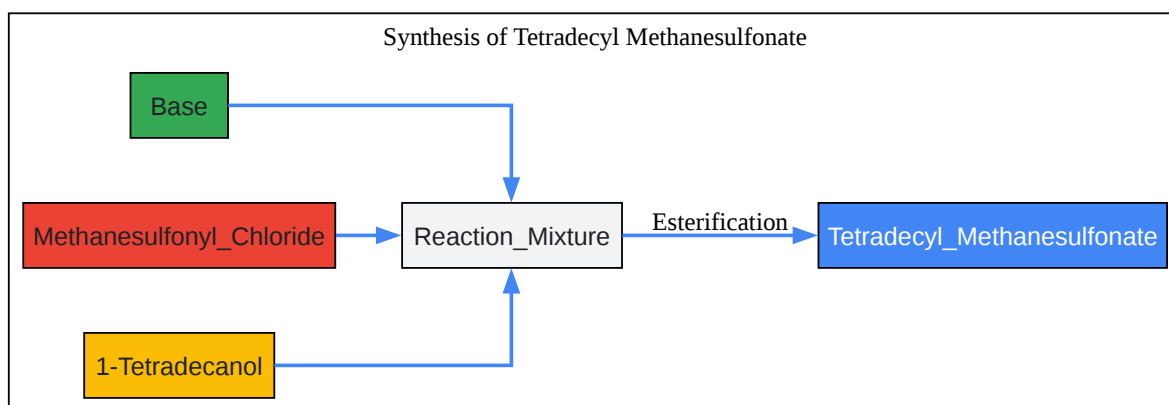 Synthesis of Tetradecyl Methanesulfonate
Base
Methanesulfonyl_Chloride
Reaction_Mixture
Esterification
Tetradecyl_Methanesulfonate
1-Tetradecanol